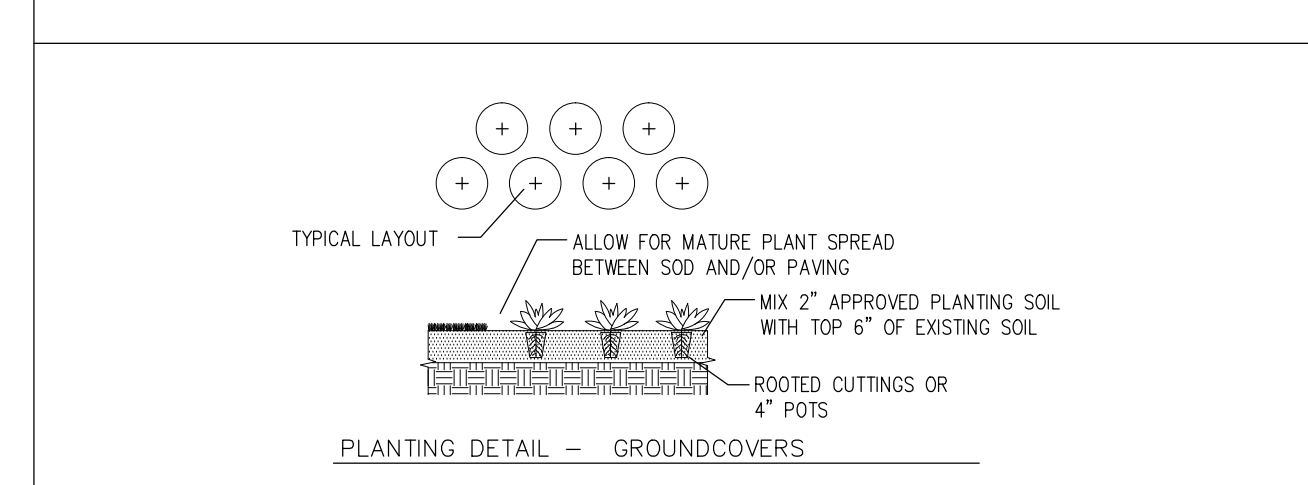 TYPICAL LAYOUT
ALLOW FOR MATURE PLANT SPREAD
BETWEEN SOD AND/OR PAVING
MIX 2" APPROVED PLANTING SOIL
WITH TOP 6" OF EXISTING SOIL
ROOTED CUTTINGS OR
4" POTS
PLANTING DETAIL – GROUNDCOVERS